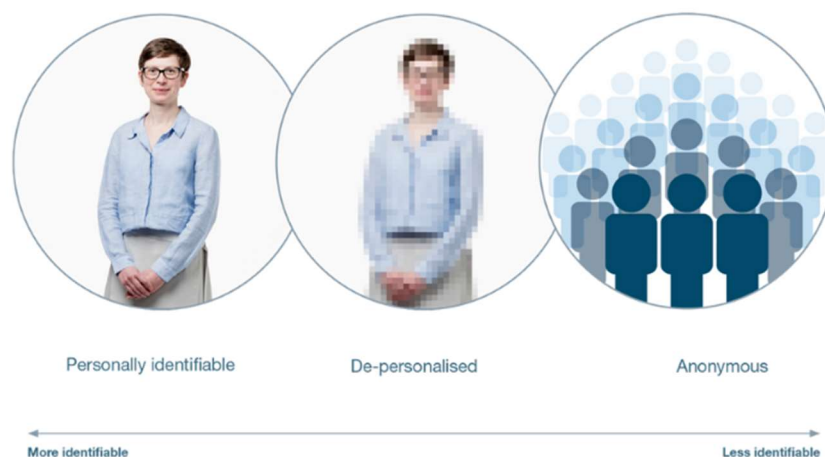 Personally identifiable
De-personalised
Anonymous
More identifiable
Less identifiable